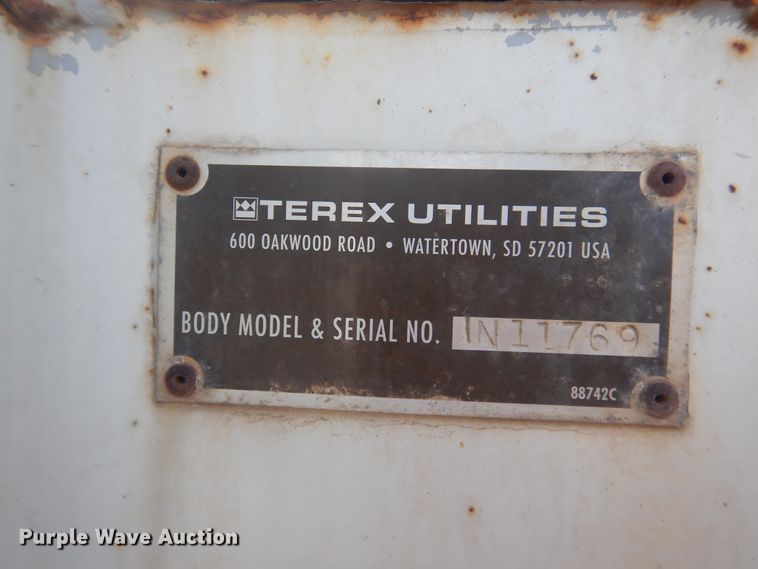 TEREX UTILITIES
600 OAKWOOD ROAD • WATERTOWN, SD 57201 USA
BODY MODEL & SERIAL NO. IN11769
88742C
Purple Wave Auction